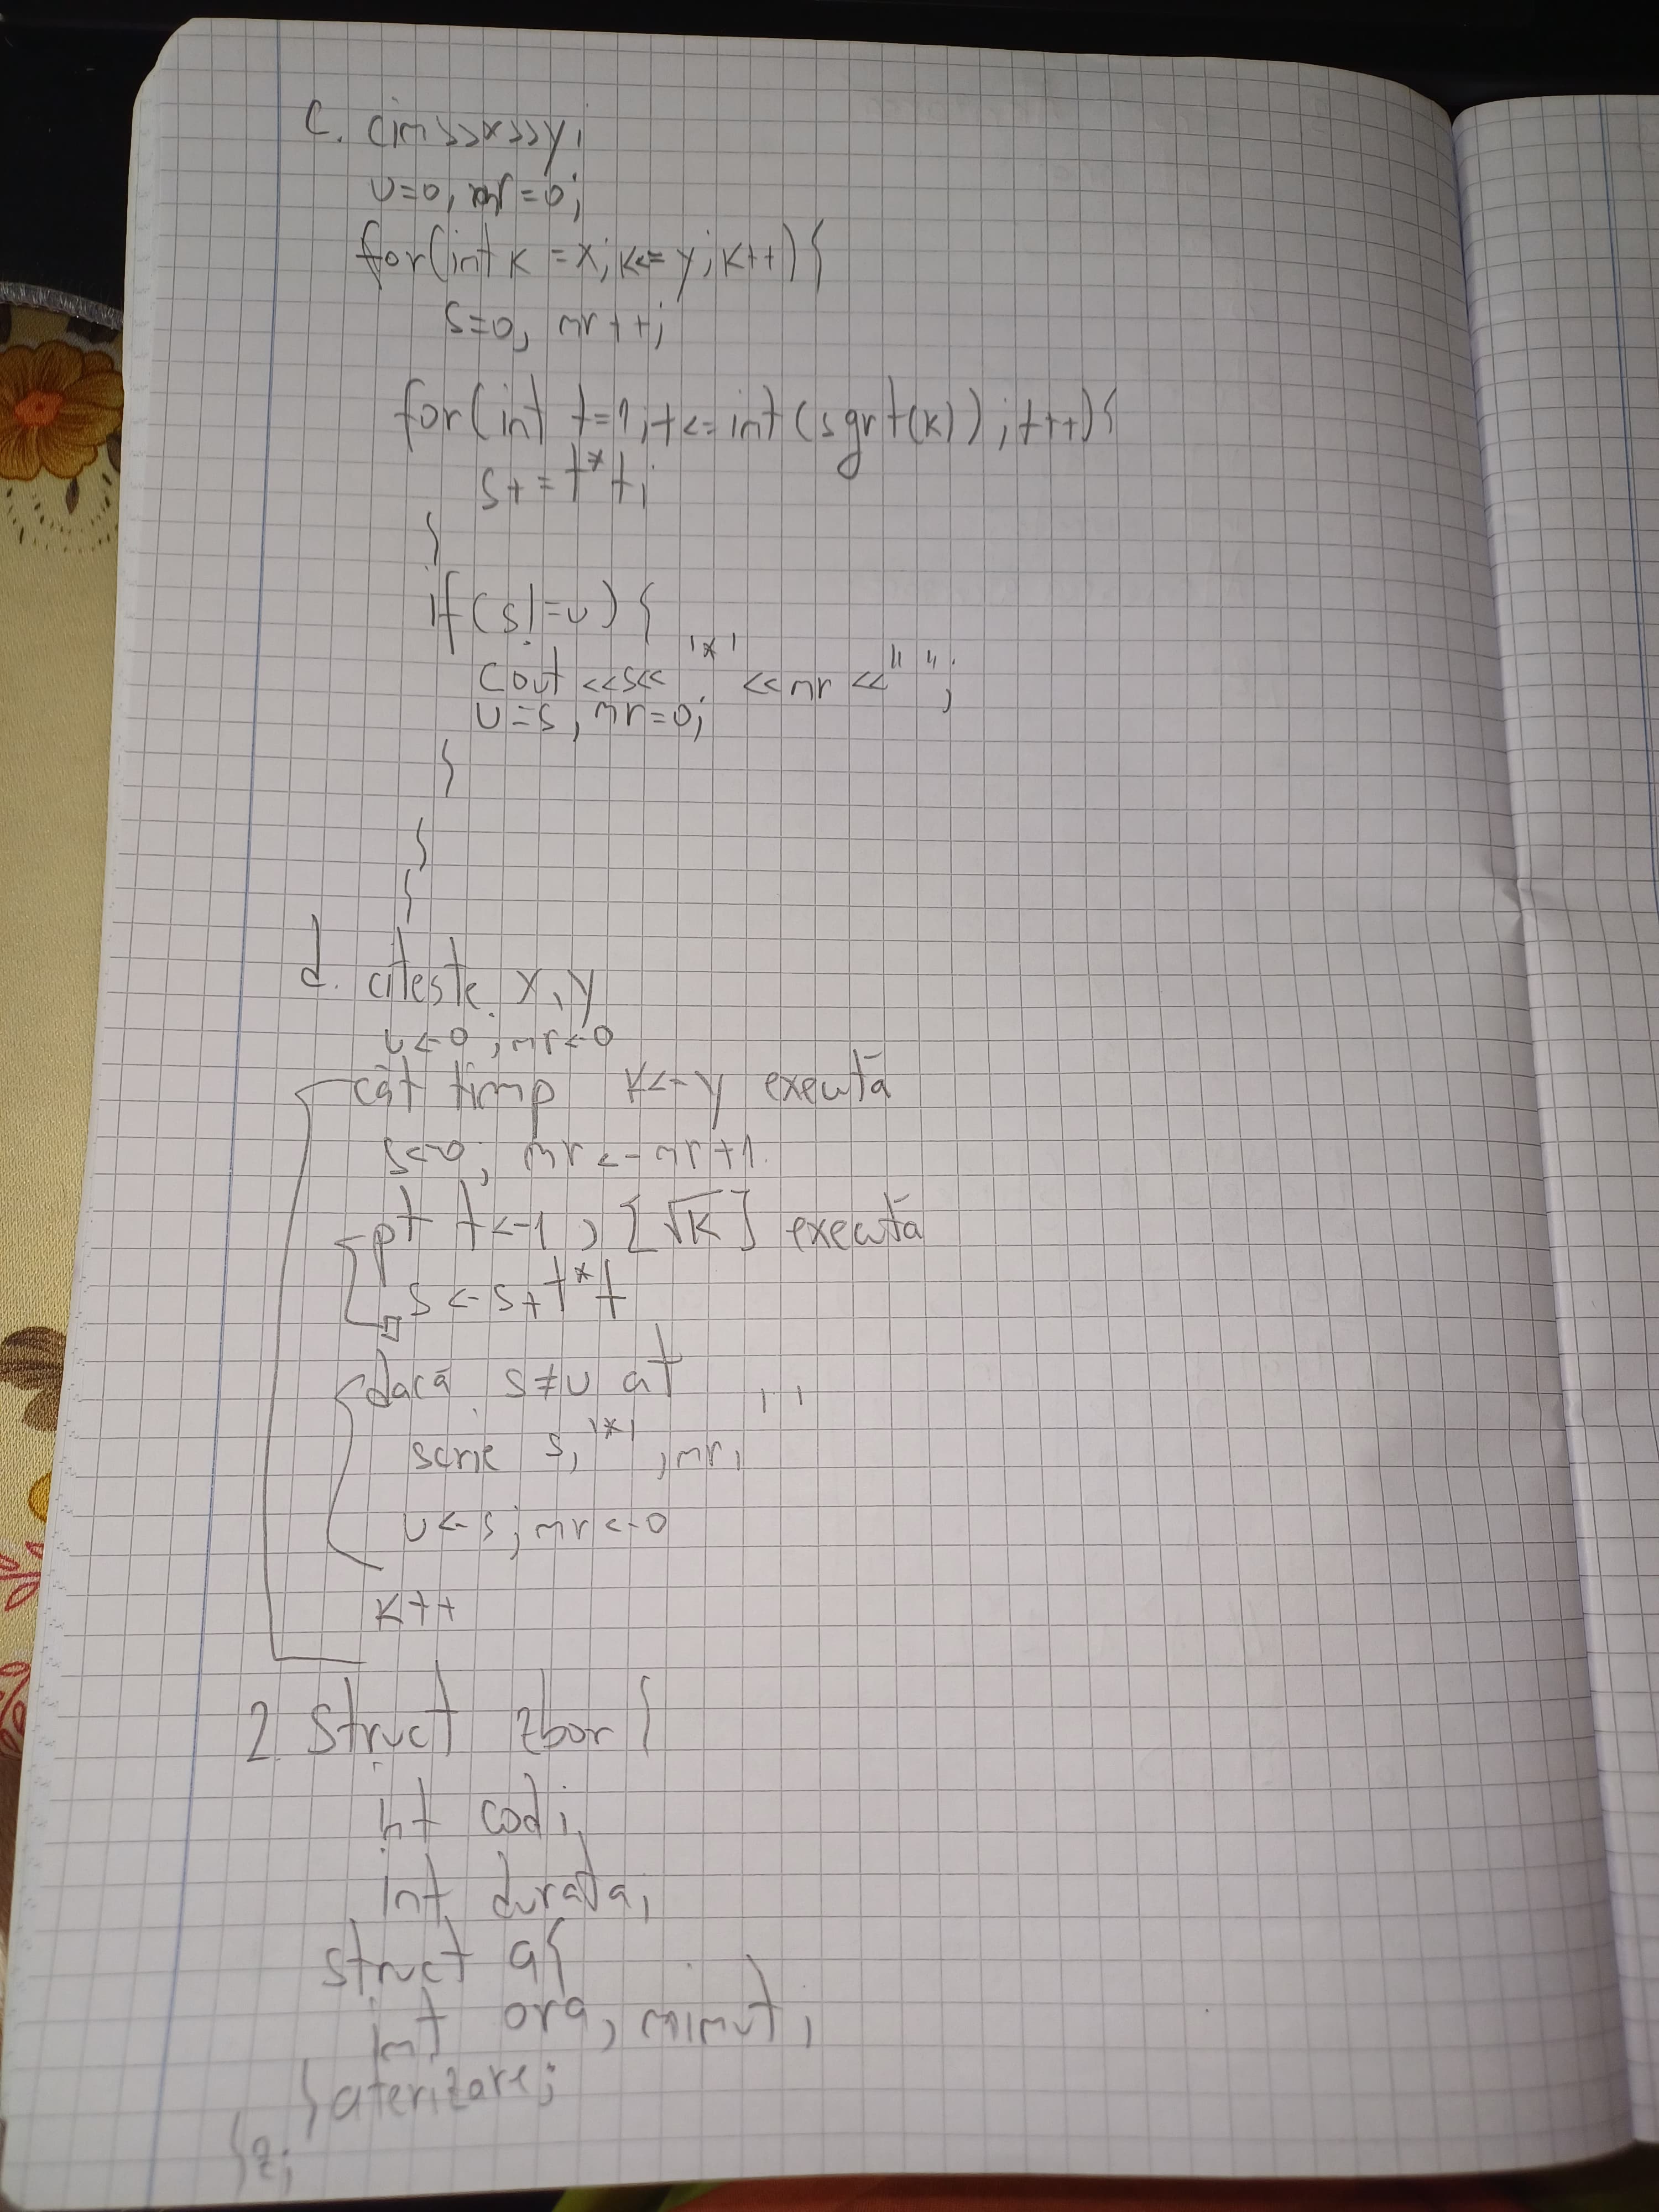 c. cin>>x>>y;
u=0, nr=0;
for(int k=x; k<=y; k++){
s=0, nr++;
for(int t=1; t<=int(sqrt(k)); t++){
s+=t*t;
}
if(s!=u){
cout<<s<<'*'<<nr<<" ";
u=s, nr=0;
}
}
}
d. citeste x, y
u<-0; nr<-0
cât timp k<-y execută
s<-0; nr<-nr+1
pt t<-1, [√k] execută
s<-s+t*t
dacă s≠u at
scrie s, '*', nr, ' '
u<-s; nr<-0
k++
2. struct zbor{
int cod;
int durata;
struct a{
int ora, minut;
}aterizare;
}z;